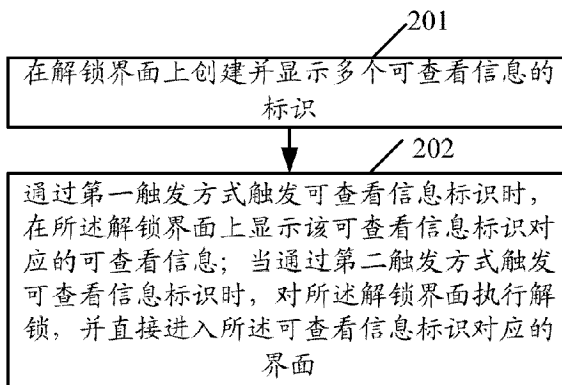 201
在解锁界面上创建并显示多个可查看信息的
标识
202
通过第一触发方式触发可查看信息标识时，
在所述解锁界面上显示该可查看信息标识对
应的可查看信息；当通过第二触发方式触发
可查看信息标识时，对所述解锁界面执行解
锁，并直接进入所述可查看信息标识对应的
界面